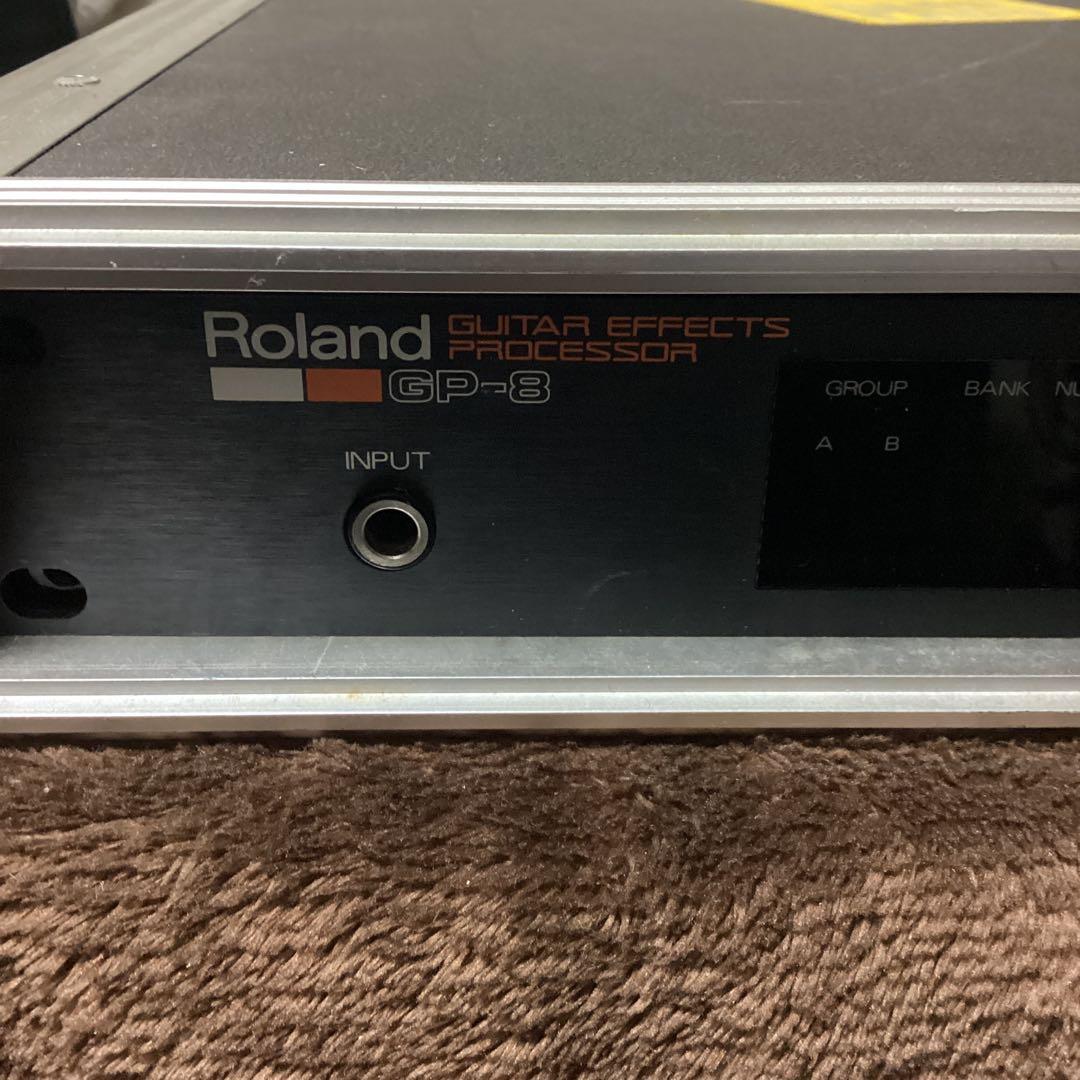 Roland GUITAR EFFECTS
PROCESSOR
GP-8
INPUT
GROUP BANK
A B